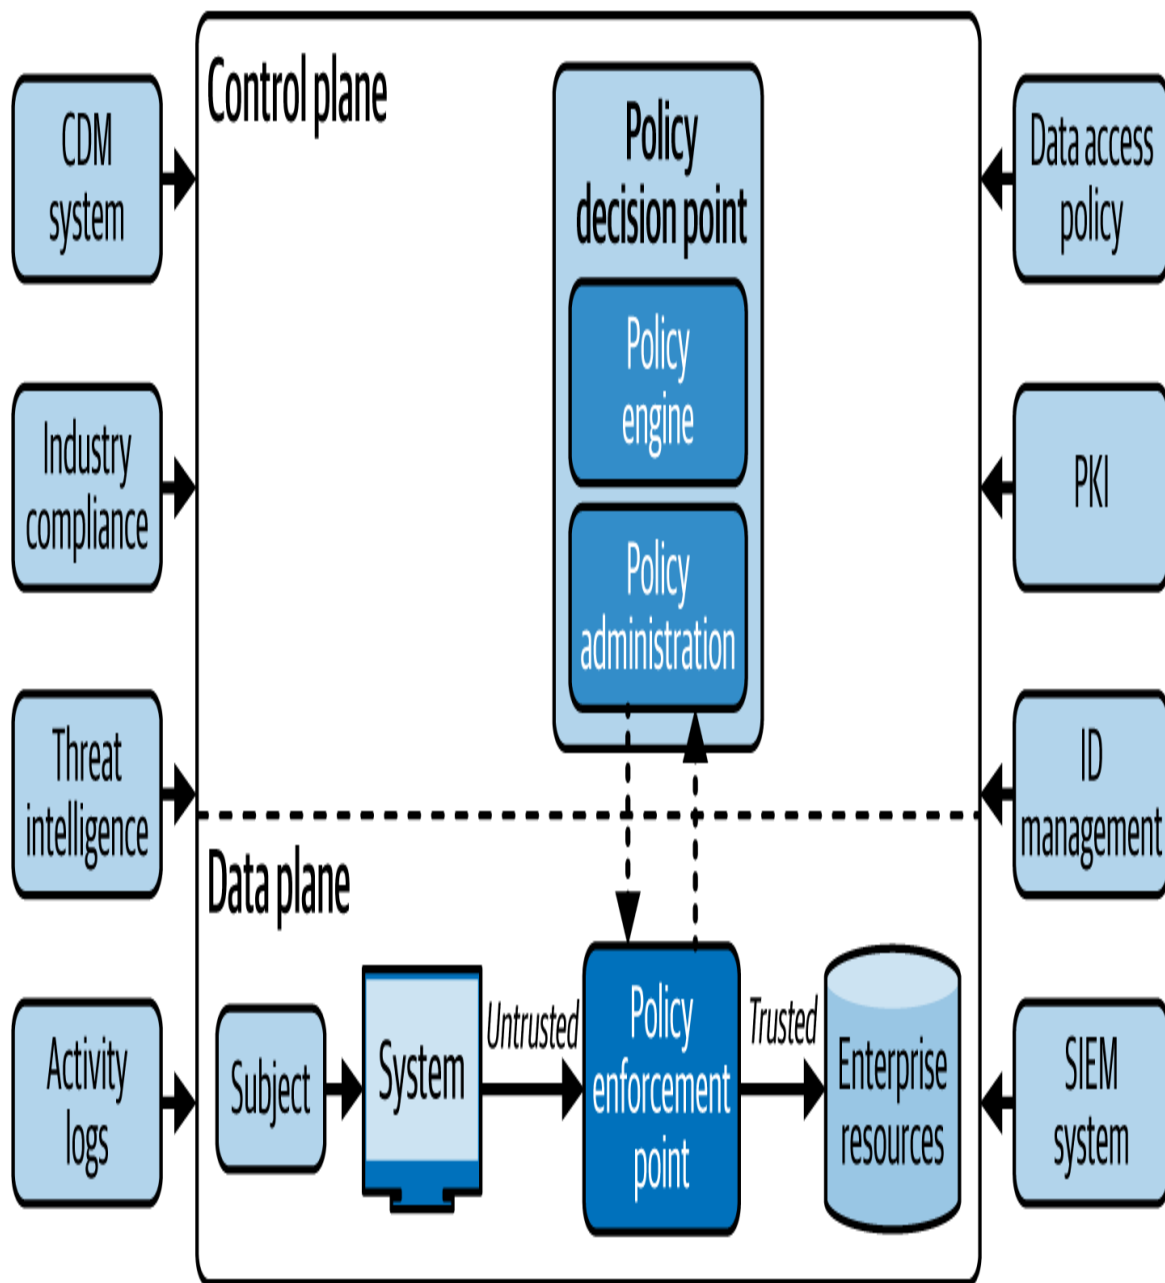 Control plane
Policy
decision point
Policy
engine
Policy
administration
CDM
system
Industry
compliance
Threat
intelligence
Activity
logs
Data access
policy
PKI
ID
management
SIEM
system
Data plane
Subject
System
Untrusted
Policy
enforcement
point
Trusted
Enterprise
resources